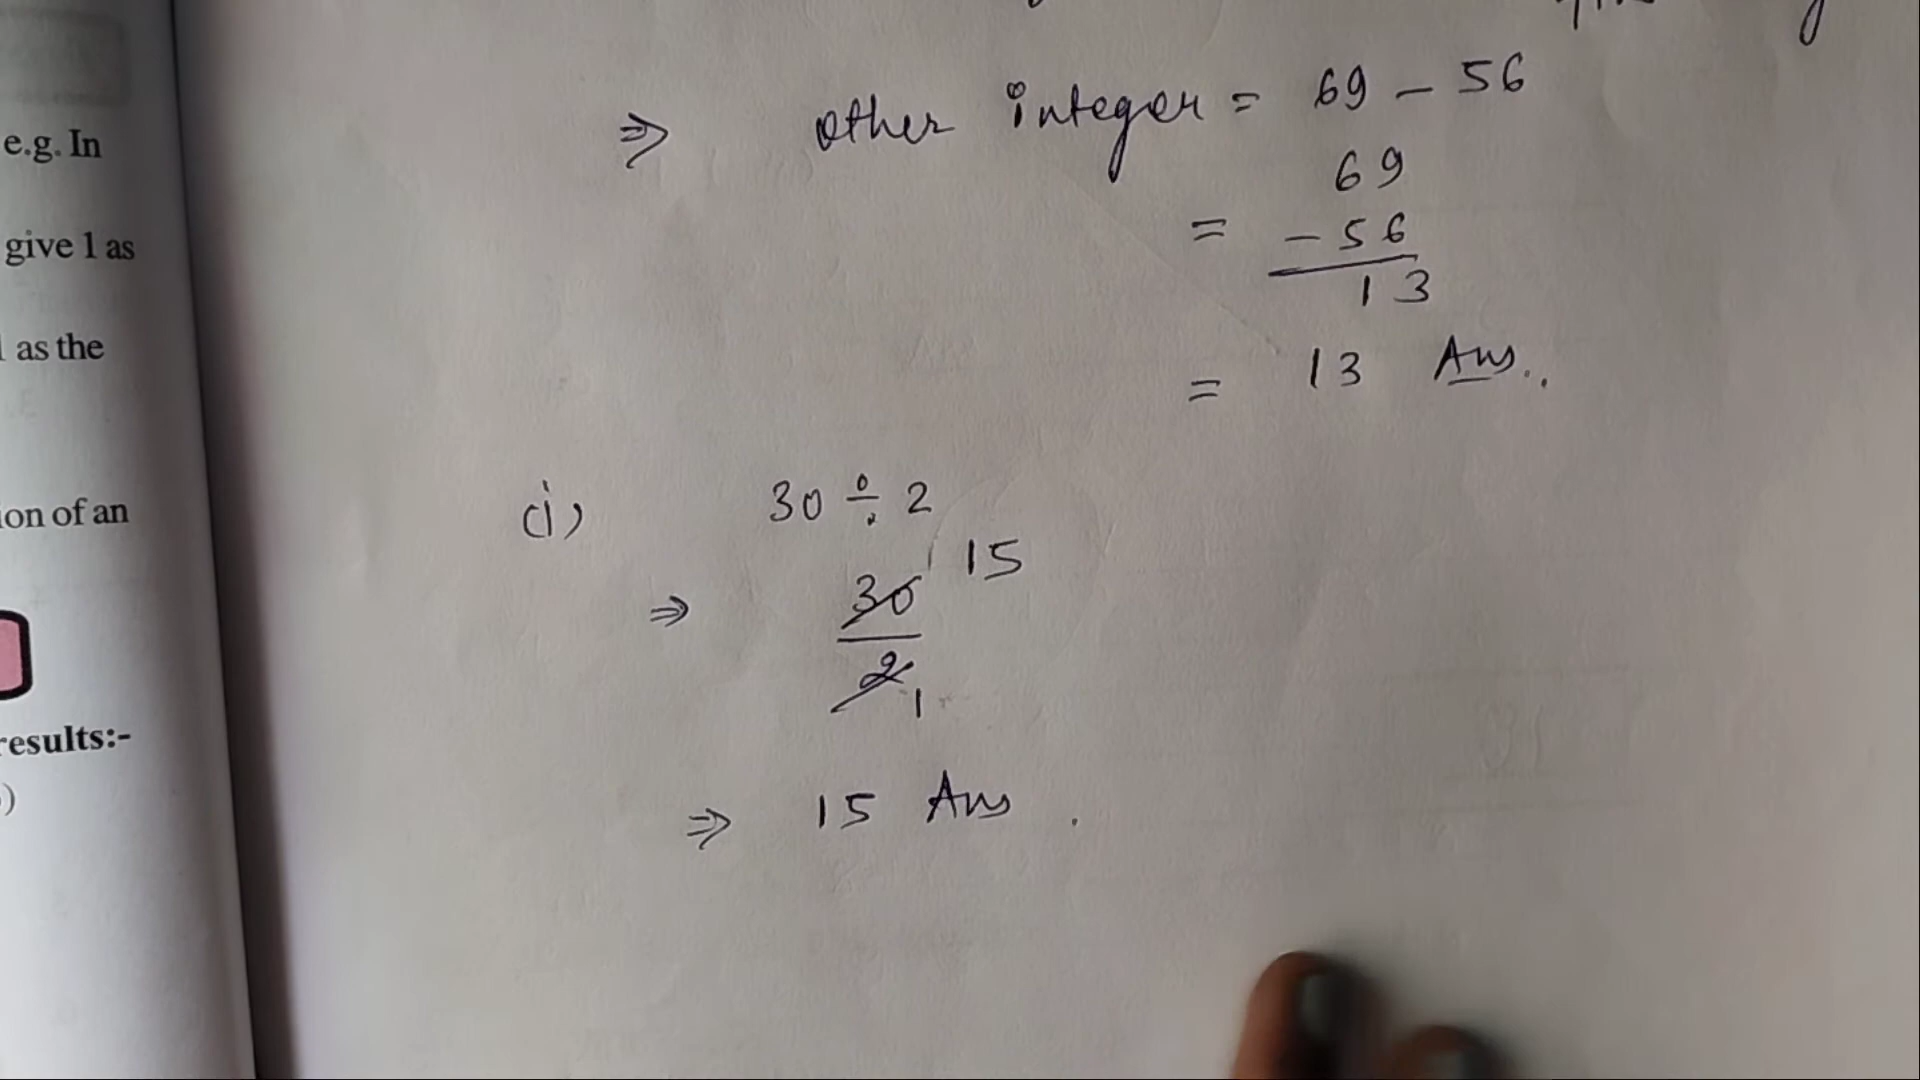 e.g. In
give 1 as
as the
ion of an
results:-
⇒ other integer = 69 - 56
69
= - 56
13
= 13 Ans..
(i) 30 ÷ 2
15
⇒ 30
2
1
⇒ 15 Ans.